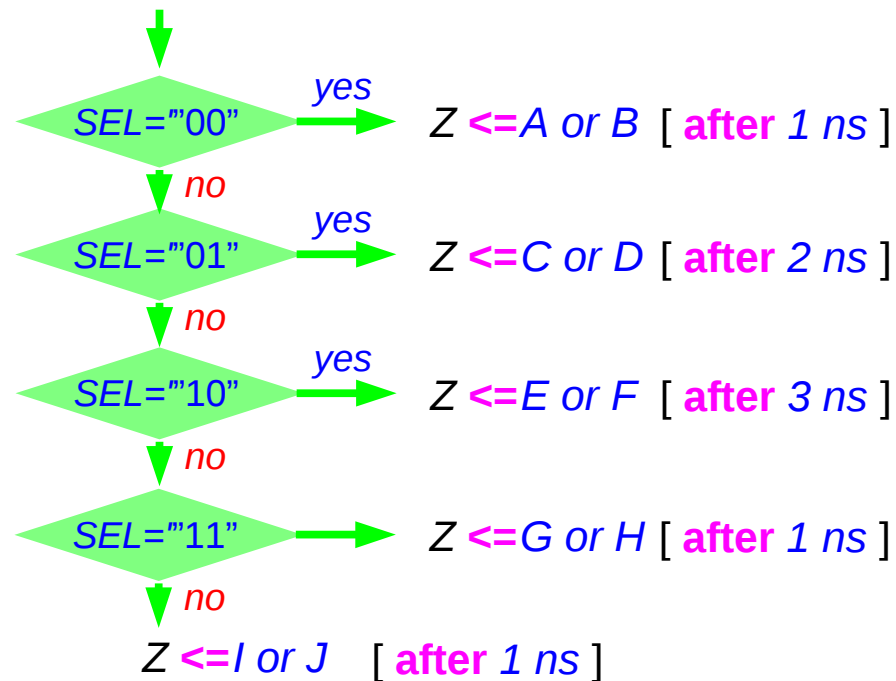 yes
SEL="”00” Z <=A or B [ after 1 ns ]
no
yes
SEL="”01” Z <=C or D [ after 2 ns ]
no
yes
SEL="”10” Z <=E or F [ after 3 ns ]
no
SEL="”11” Z <=G or H [ after 1 ns ]
no
Z <=I or J [ after 1 ns ]